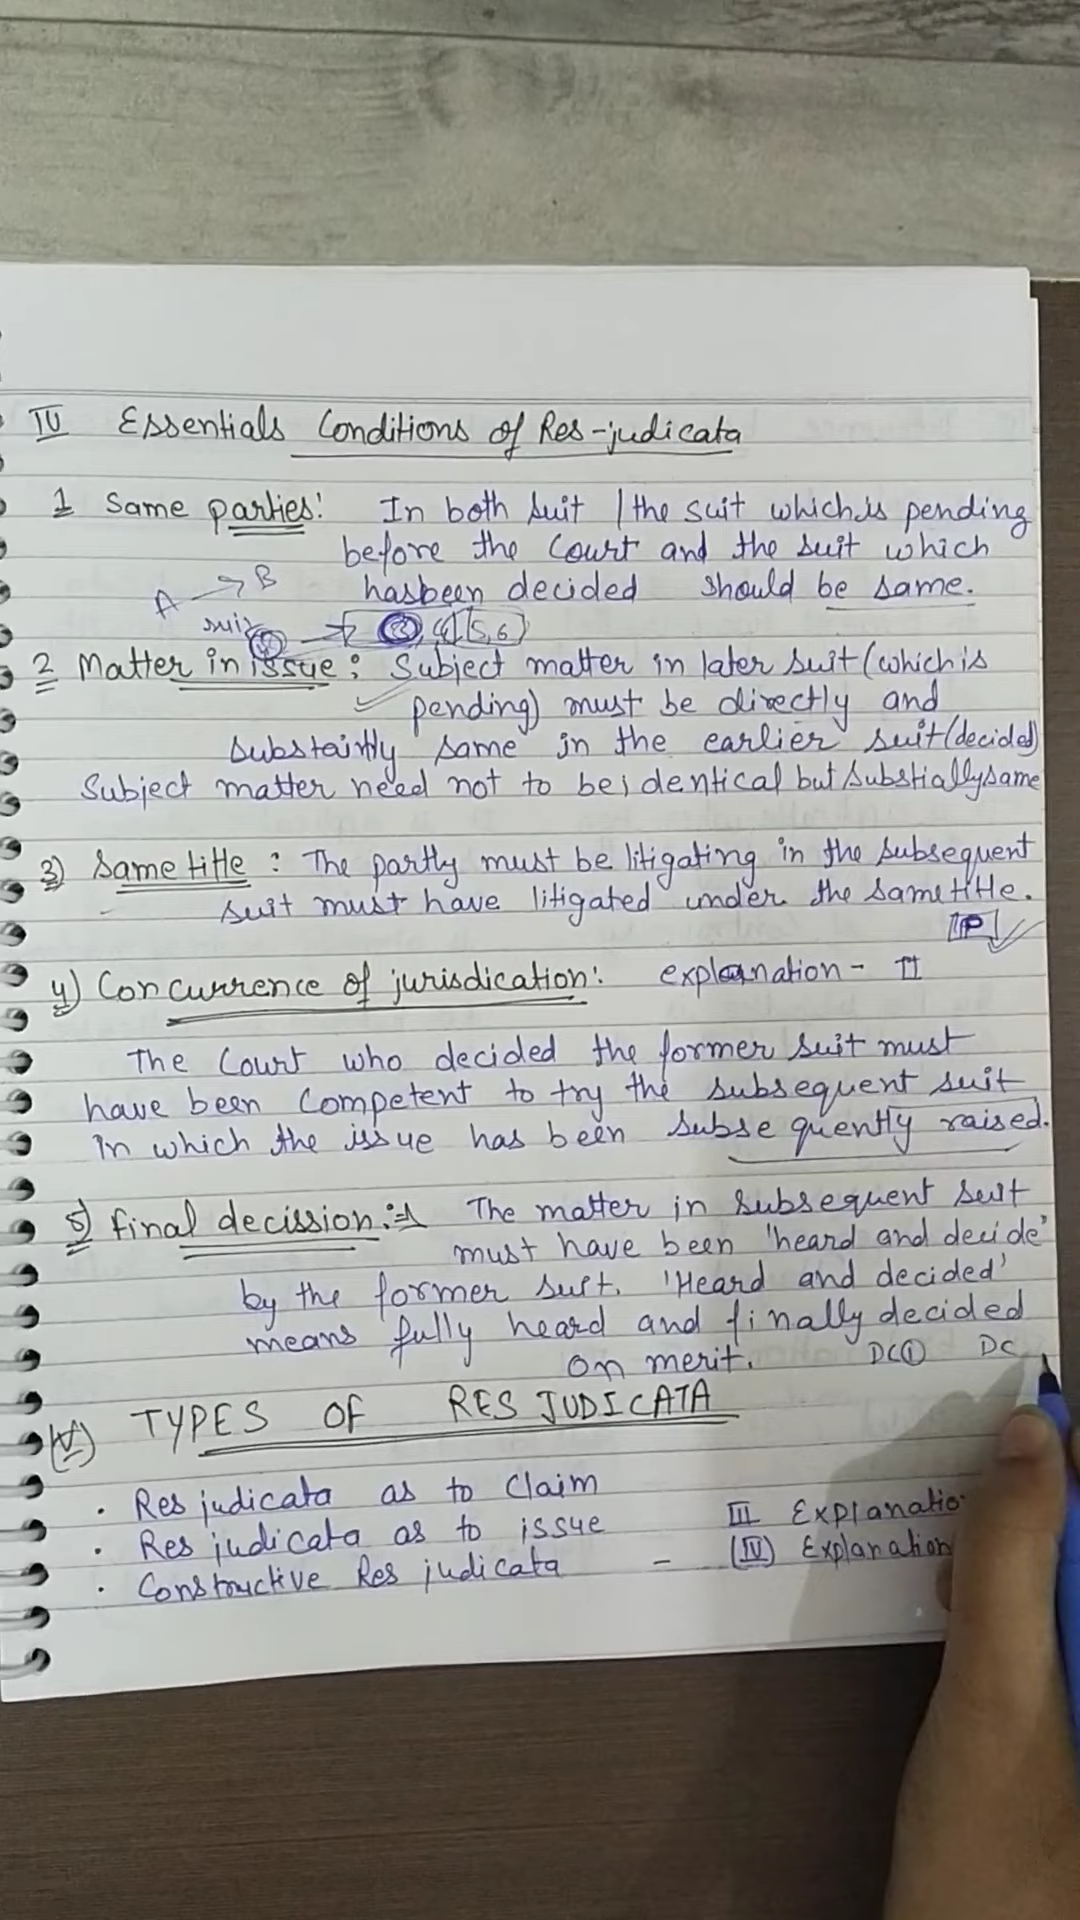 IV Essentials Conditions of Res-judicata
1 Same parties: In both suit / the suit which is pending
before the Court and the suit which
hasbeen decided should be same.
A → B
suit
5, 6
2 Matter in issue : Subject matter in later suit (which is
pending) must be directly and
substaintly same in the earlier suit (decided)
Subject matter need not to be identical but substially same
3) Same title : The partly must be litigating in the subsequent
suit must have litigated under the same title.
P
4) Concurrence of jurisdication: explanation - II
The Court who decided the former suit must
have been Competent to try the subsequent suit
in which the issue has been subsequently raised.
5) final decission :- The matter in subsequent suit
must have been 'heard and decide'
by the former suit. 'Heard and decided'
means fully heard and finally decided
on merit. DC① DC
(V) TYPES OF RES JUDICATA
• Res judicata as to Claim
• Res judicata as to issue III Explanatio
• Constructive Res judicata - (IV) Explanation